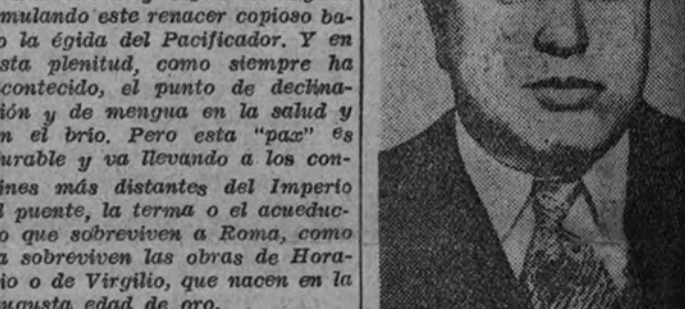 mulando este renacer copioso ba-
o la égida del Pacificador. Y en
sta plenitud, como siempre ha
contecido, el punto de declina-
ión y de mengua en la salud y
n el brio. Pero esta "pax" es
urable y va llevando a los con-
ines más distantes del Imperio
l puente, la terma o el acueduc-
o que sobreviven a Roma, como
a sobreviven las obras de Hora-
io o de Virgilio, que nacen en la
ugusta edad de oro.